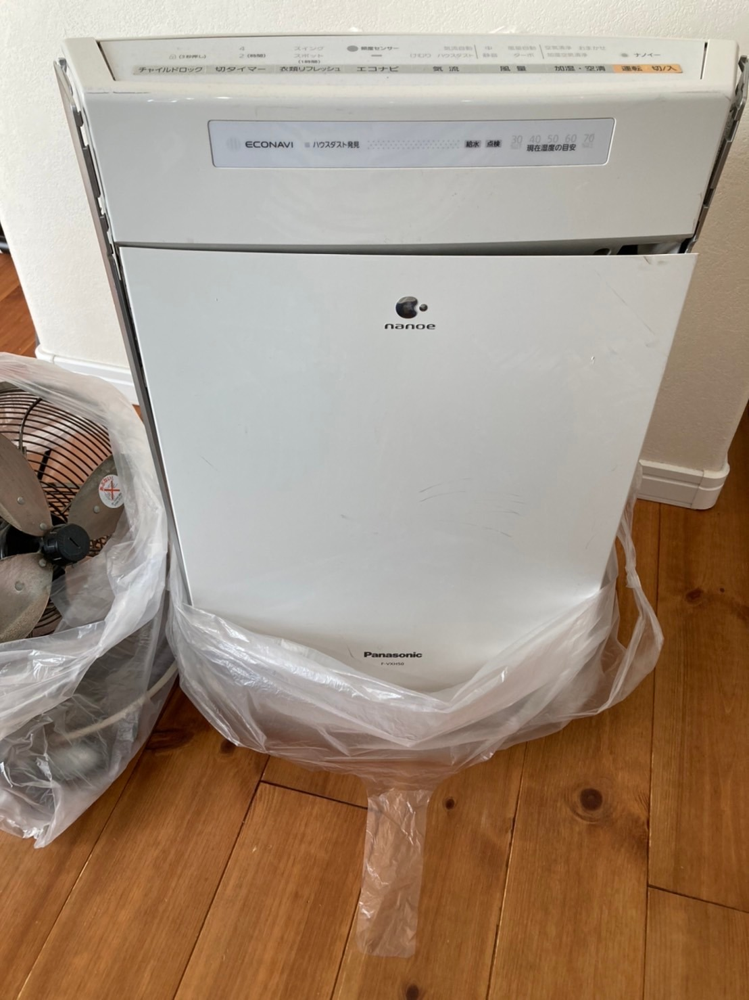 4 スイング 部屋センサー 気流自動 中 風量自動 空気清浄 おまかせ
(3秒押し) 2 (時間) スポット ハウスダスト 静音 ターボ 加湿空気清浄 ナノイー
(1時間)
チャイルドロック 切タイマー 衣類リフレッシュ エコナビ 気流 風量 加湿・空清 運転 切/入
ECONAVI ハウスダスト発見 給水 点検 30 40 50 60 70
現在湿度の目安
nanoe
Panasonic
F-VXH50